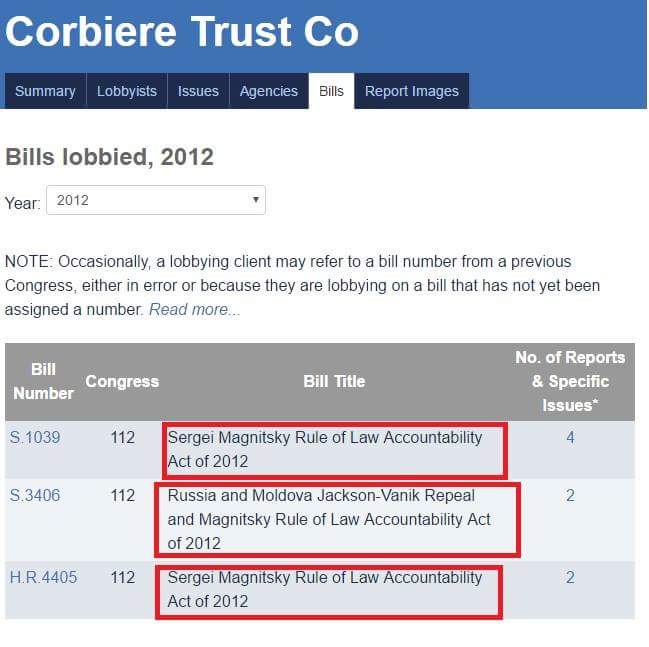 Corbiere Trust Co
Summary Lobbyists Issues Agencies Bills Report Images
Bills lobbied, 2012
Year: 2012
NOTE: Occasionally, a lobbying client may refer to a bill number from a previous
Congress, either in error or because they are lobbying on a bill that has not yet been
assigned a number. Read more...
Bill Number Congress Bill Title No. of Reports & Specific Issues*
S.1039 112 Sergei Magnitsky Rule of Law Accountability 4
Act of 2012
S.3406 112 Russia and Moldova Jackson-Vanik Repeal 2
and Magnitsky Rule of Law Accountability Act
of 2012
H.R.4405 112 Sergei Magnitsky Rule of Law Accountability 2
Act of 2012